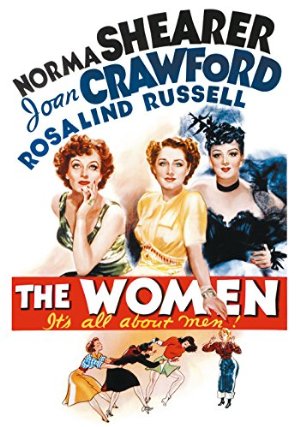 NORMA SHEARER
Joan CRAWFORD
ROSALIND RUSSELL
THE WOMEN
It's all about men!